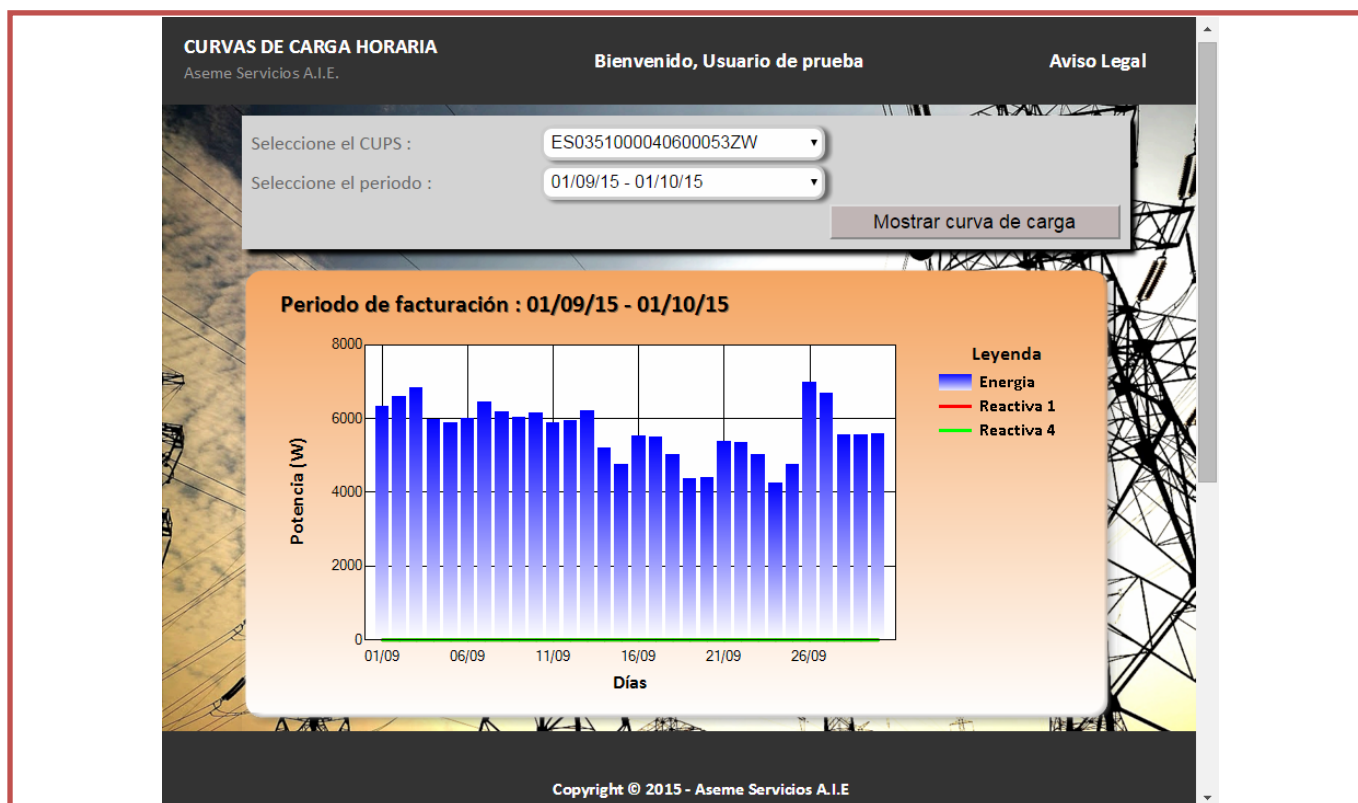 CURVAS DE CARGA HORARIA
Aseme Servicios A.I.E.
Bienvenido, Usuario de prueba
Aviso Legal
Seleccione el CUPS :
ES0351000040600053ZW
Seleccione el periodo :
01/09/15 - 01/10/15
Mostrar curva de carga
Periodo de facturación : 01/09/15 - 01/10/15
8000
6000
4000
2000
0
Potencia (W)
01/09 06/09 11/09 16/09 21/09 26/09
Días
Leyenda
Energia
Reactiva 1
Reactiva 4
Copyright © 2015 - Aseme Servicios A.I.E